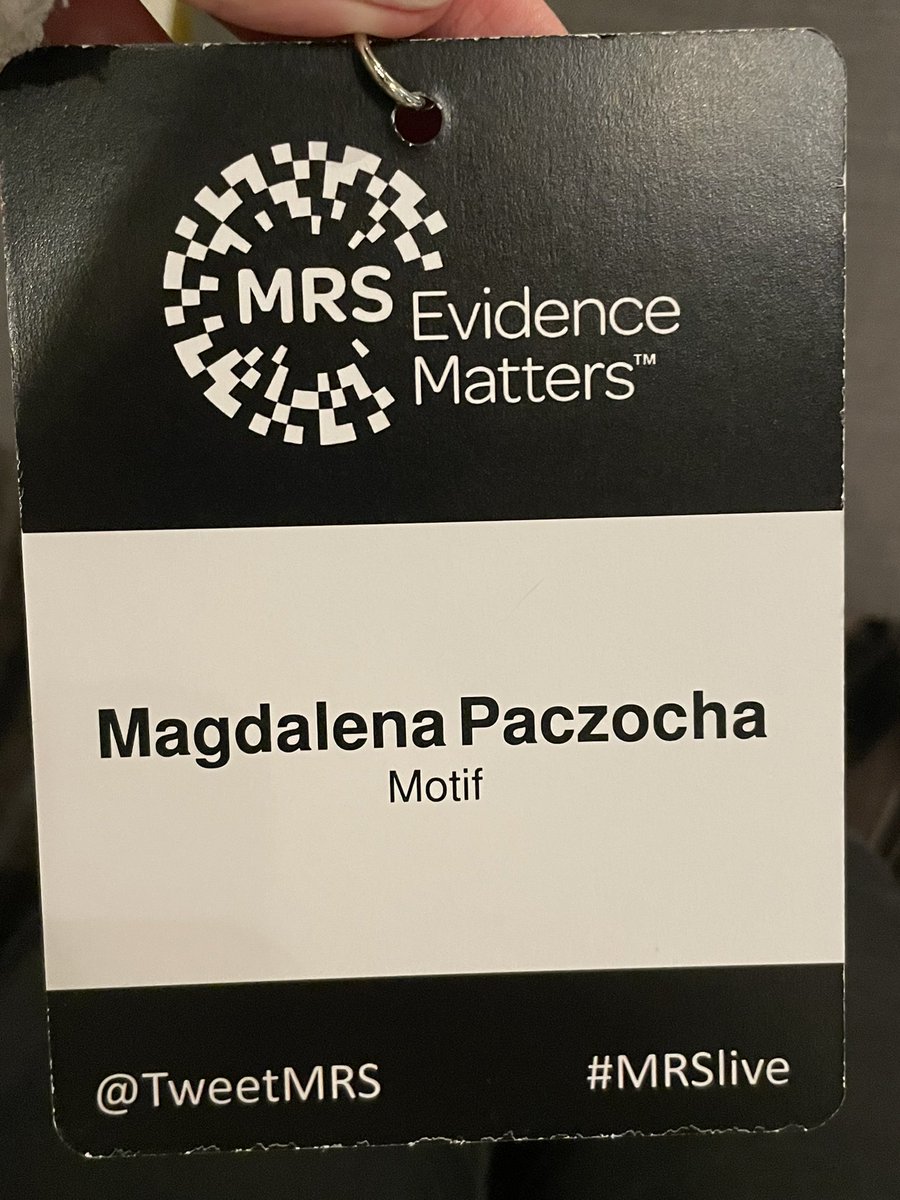 MRS
Evidence
Matters™
Magdalena Paczocha
Motif
@TweetMRS
#MRSlive